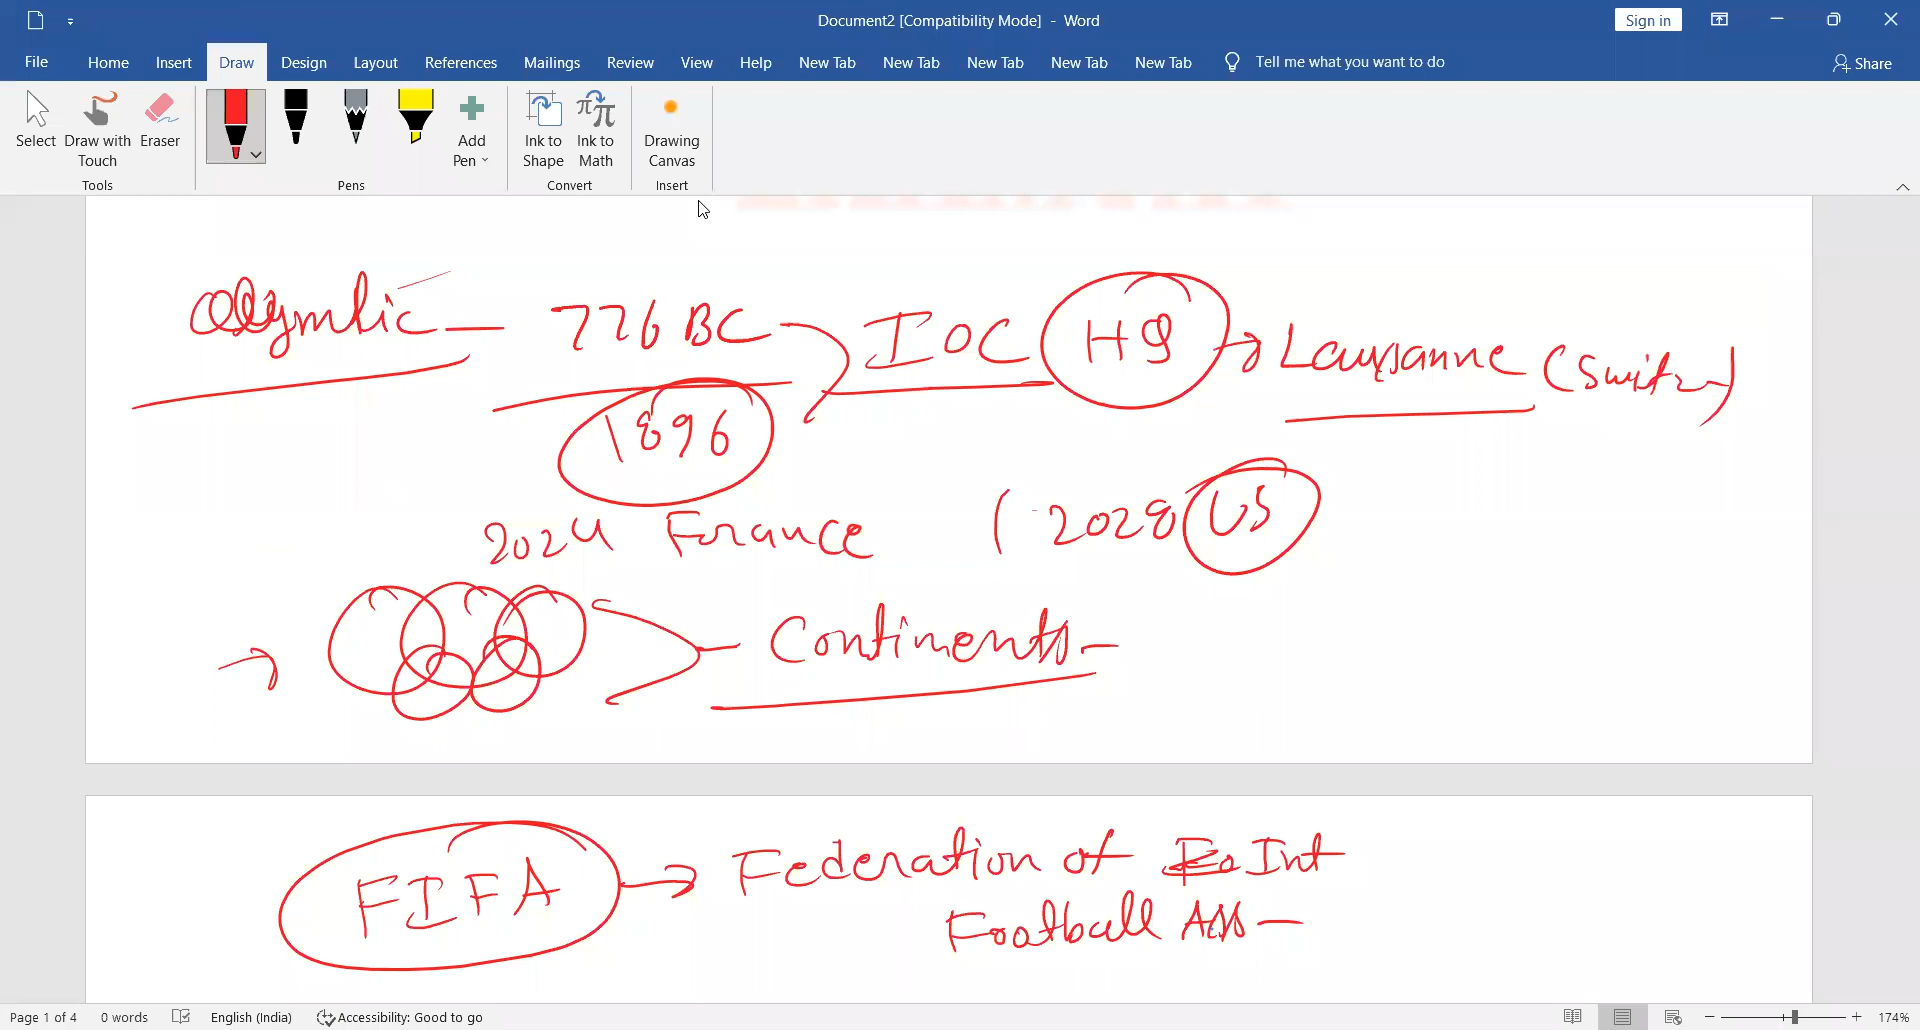 Document2 [Compatibility Mode] - Word
Sign in
File Home Insert Draw Design Layout References Mailings Review View Help New Tab New Tab New Tab New Tab New Tab Tell me what you want to do Share
Select Draw with Touch Eraser Add Pen Ink to Shape Ink to Math Drawing Canvas
Tools Pens Convert Insert
Olymbic - 776 BC IOC HQ → Lausanne (Switz-)
1896
2024 France (2028 US
→ Continents -
FIFA → Federation of Int
Football Ass -
Page 1 of 4 0 words English (India) Accessibility: Good to go 174%